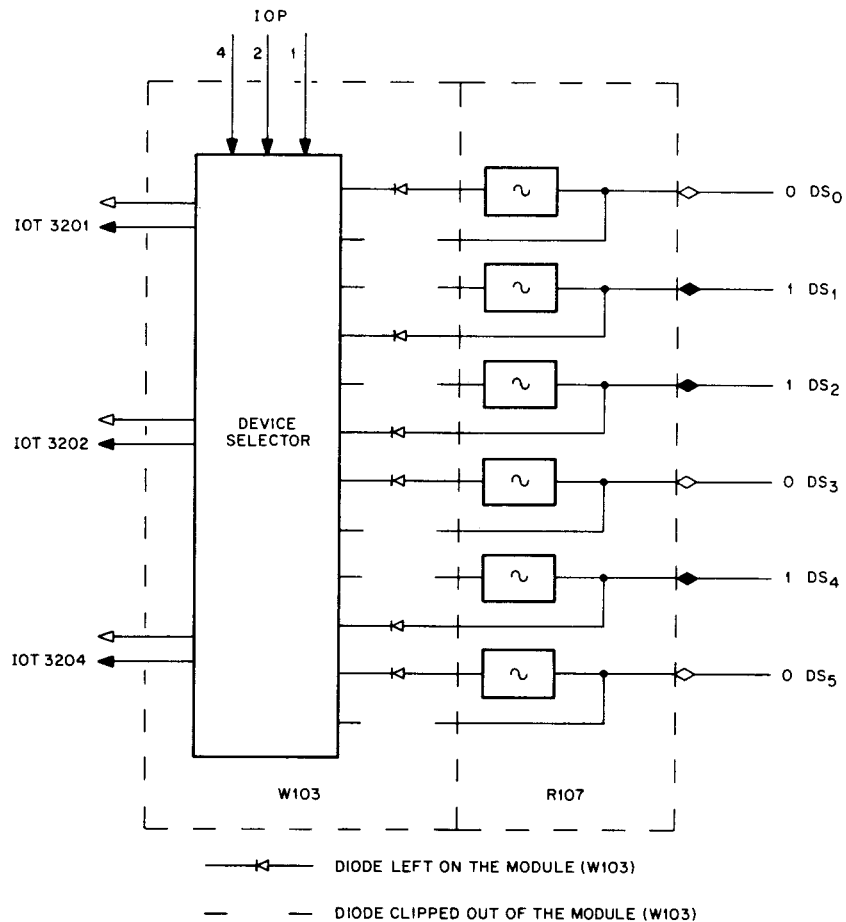 IOP
4 2 1
0 DS0
IOT 3201
1 DS1
1 DS2
DEVICE
SELECTOR
IOT 3202
0 DS3
1 DS4
IOT 3204
0 DS5
W103
R107
DIODE LEFT ON THE MODULE (W103)
DIODE CLIPPED OUT OF THE MODULE (W103)